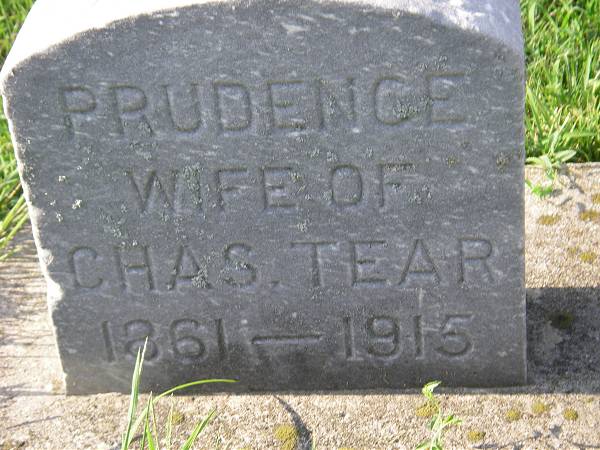 PRUDENCE
WIFE OF
CHAS. TEAR
1861 — 1915